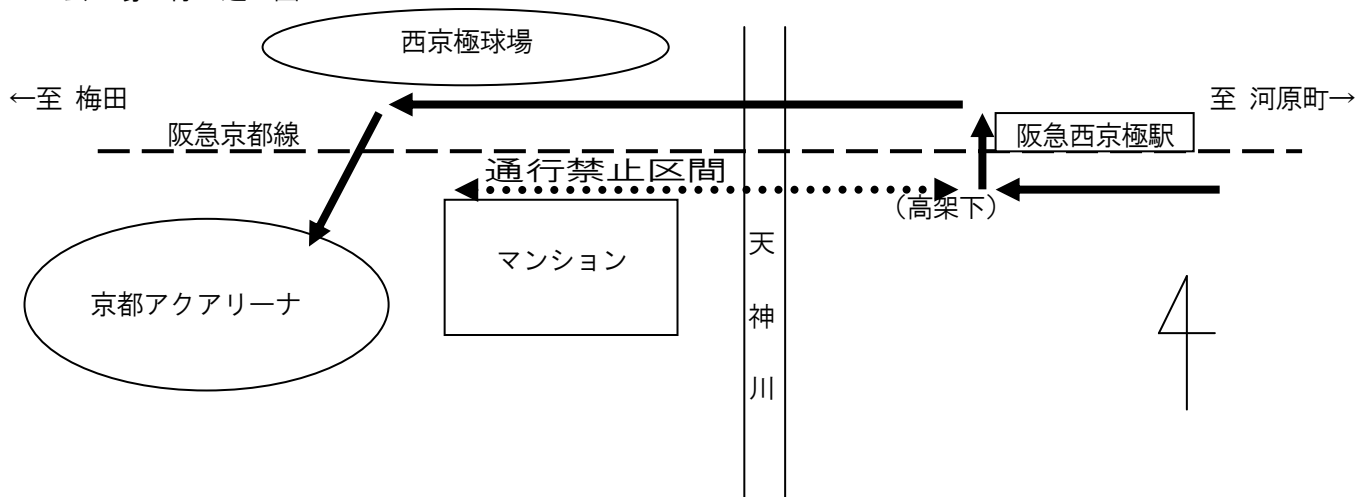 西京極球場
←至 梅田
至 河原町→
阪急京都線
阪急西京極駅
通行禁止区間
（高架下）
マンション
京都アクアリーナ
天神川